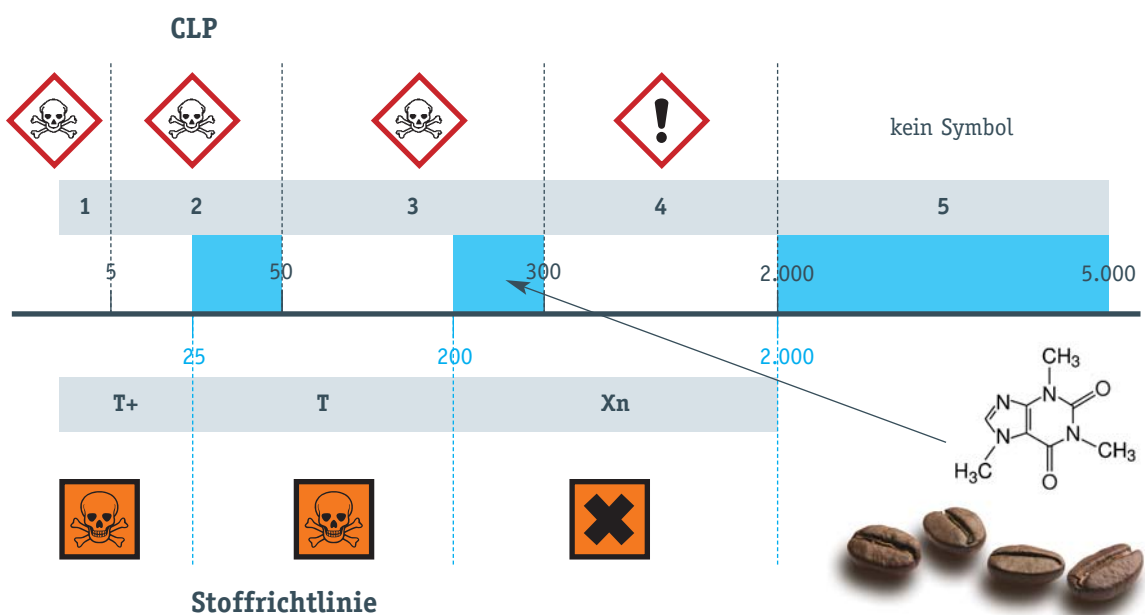 CLP
kein Symbol
1 2 3 4 5
5 50 300 2.000 5.000
25 200 2.000
T+ T Xn
CH₃
N N O
N N CH₃
H₃C O
Stoffrichtlinie